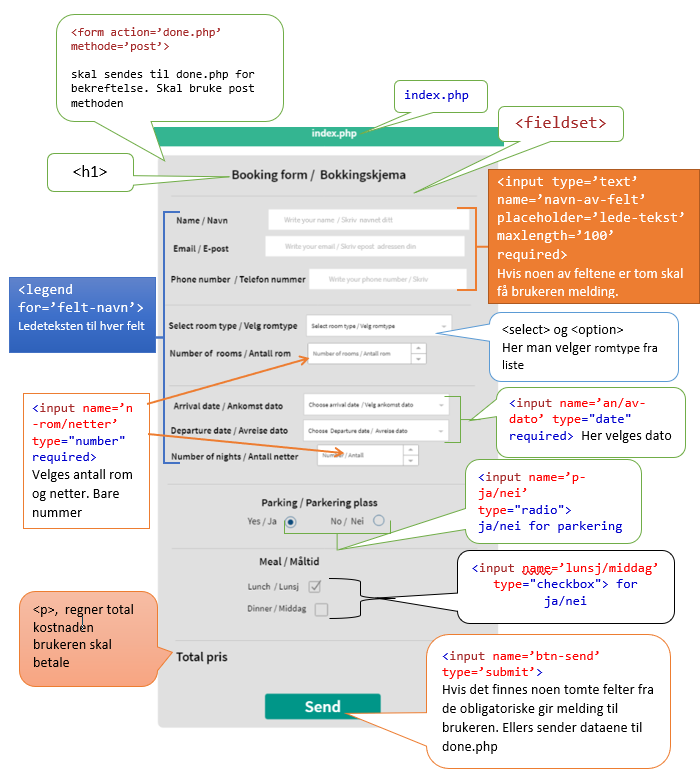 <form action=’done.php’
methode=’post’>
skal sendes til done.php for
bekreftelse. Skal bruke post
methoden
index.php
<fieldset>
index.php
<h1>
Booking form / Bokkingskjema
<input type=’text’
name=’navn-av-felt’
placeholder=’lede-tekst’
maxlength=’100’
required>
Hvis noen av feltene er tom skal
få brukeren melding.
Name / Navn
Write your name / Skriv navnet ditt
Email / E-post
Write your email / Skriv epost adressen din
Phone number / Telefon nummer
Write your phone number / Skriv
<legend
for=’felt-navn’>
Ledeteksten til hver felt
Select room type / Velg romtype
Select room type / Velg romtype
<select> og <option>
Her man velger romtype fra
liste
Number of rooms / Antall rom
Number of rooms / Antall rom
<input name=’n
-rom/netter’
type="number"
required>
Velges antall rom
og netter. Bare
nummer
Arrival date / Ankomst dato
Choose arrival date / Velg ankomst dato
Departure date / Avreise dato
Choose Departure date / Avreise dato
<input name=’an/av-
dato’ type="date"
required> Her velges dato
Number of nights / Antall netter
Number / Antall
Parking / Parkering plass
Yes / Ja
No / Nei
<input name=’p-
ja/nei’
type="radio">
ja/nei for parkering
Meal / Måltid
Lunch / Lunsj
Dinner / Middag
<input name=’lunsj/middag’
type="checkbox"> for
ja/nei
<p>, regner total
kostnaden
brukeren skal
betale
Total pris
Send
<input name=’btn-send’
type=’submit’>
Hvis det finnes noen tomte felter fra
de obligatoriske gir melding til
brukeren. Ellers sender dataene til
done.php